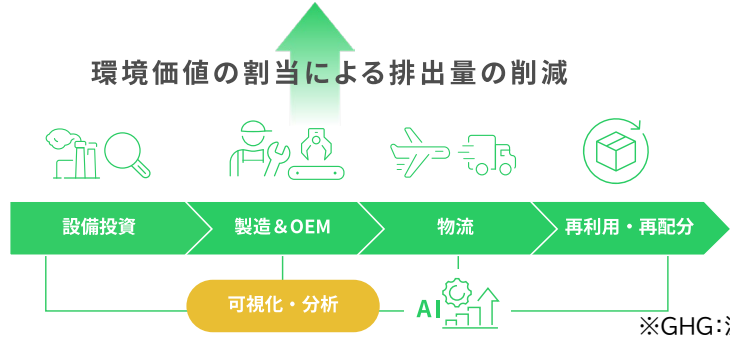 環境価値の割当による排出量の削減
設備投資
製造＆OEM
物流
再利用・再配分
可視化・分析
AI
※GHG：